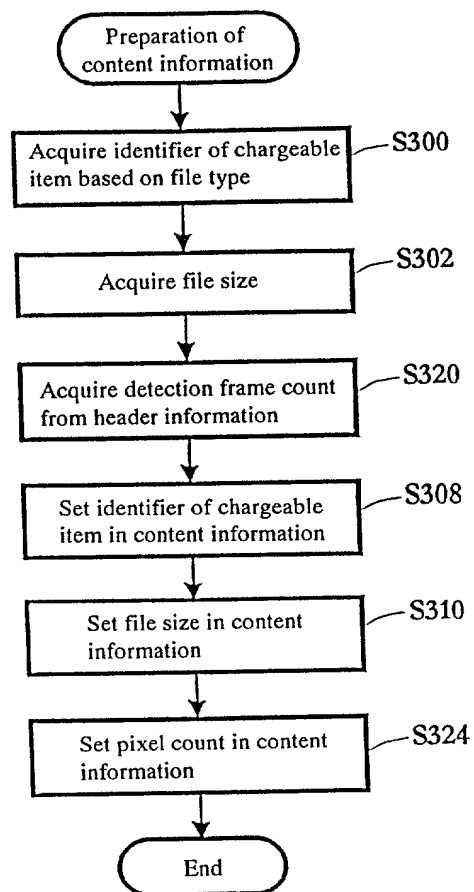 Preparation of
content information
Acquire identifier of chargeable
item based on file type
S300
Acquire file size
S302
Acquire detection frame count
from header information
S320
Set identifier of chargeable
item in content information
S308
Set file size in content
information
S310
Set pixel count in content
information
S324
End